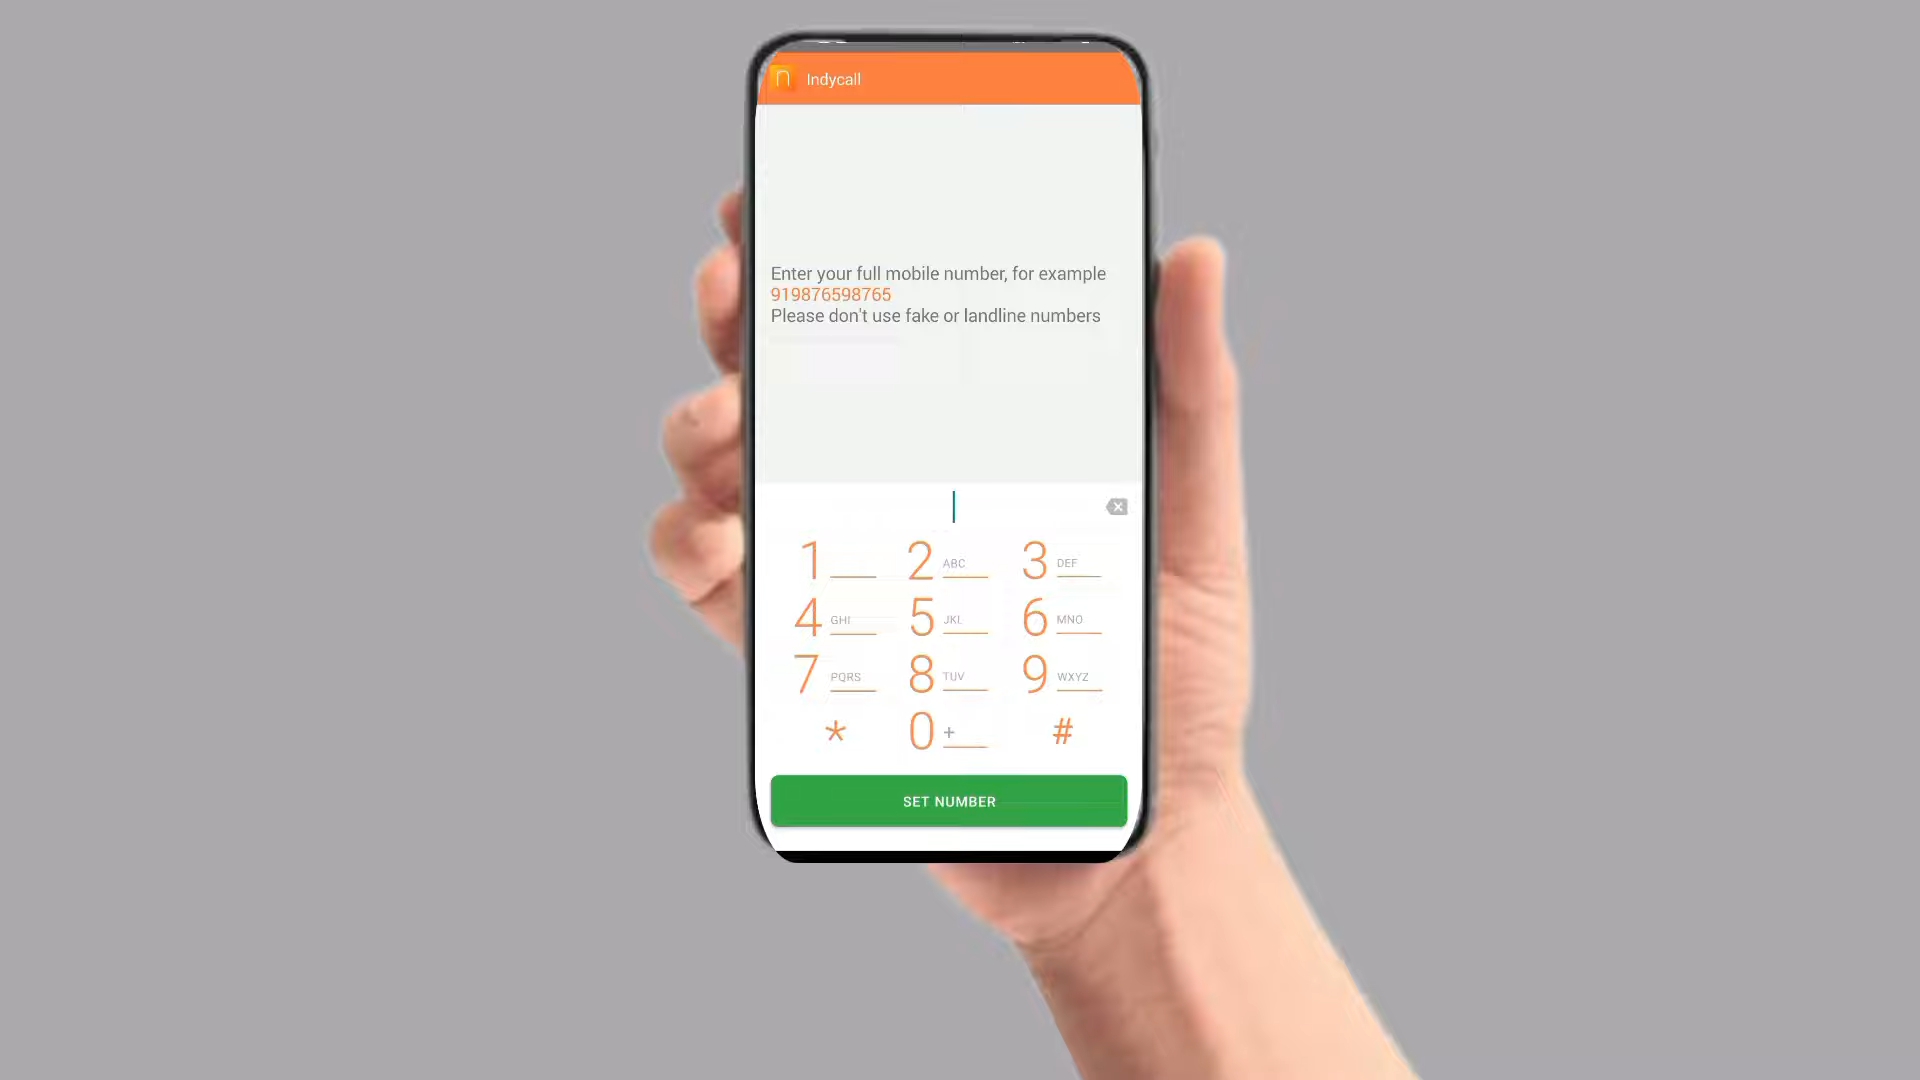 n Indycall
Enter your full mobile number, for example
919876598765
Please don't use fake or landline numbers
1 2 ABC 3 DEF
4 GHI 5 JKL 6 MNO
7 PQRS 8 TUV 9 WXYZ
* 0 + #
SET NUMBER